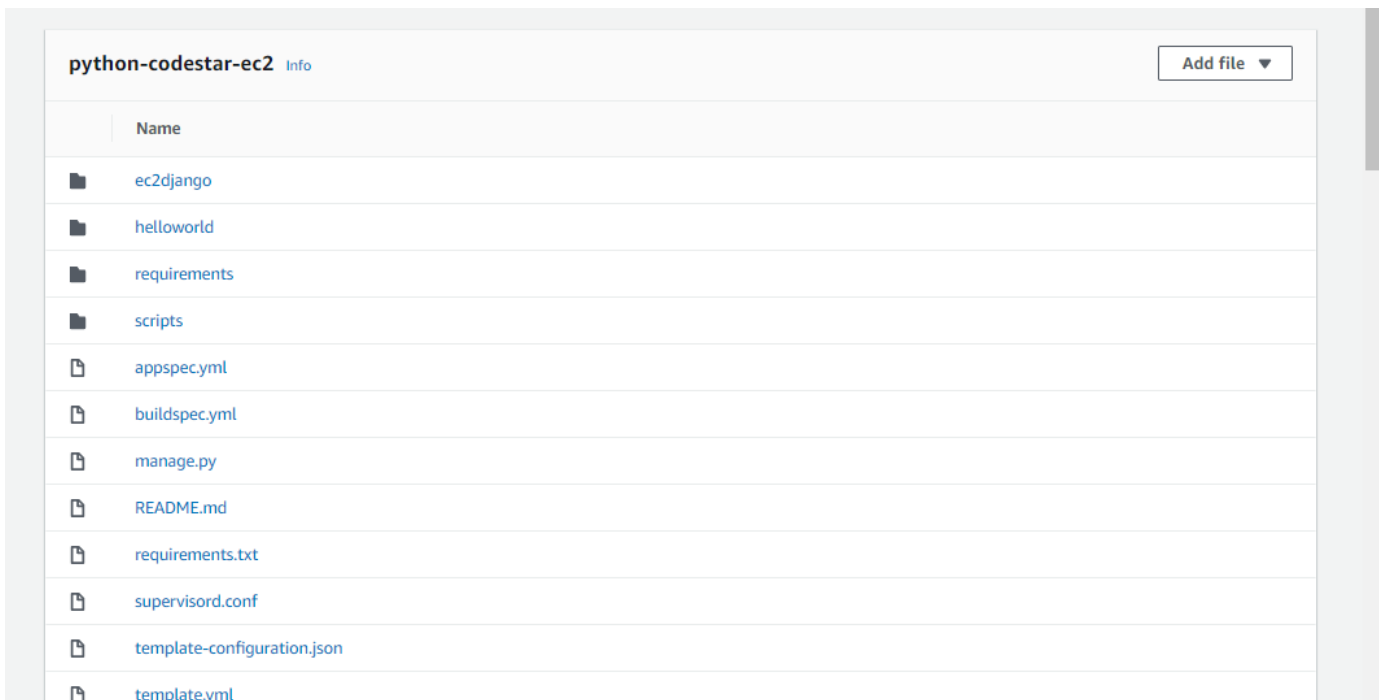 python-codestar-ec2 Info
Add file
Name
ec2django
helloworld
requirements
scripts
appspec.yml
buildspec.yml
manage.py
README.md
requirements.txt
supervisord.conf
template-configuration.json
template.yml